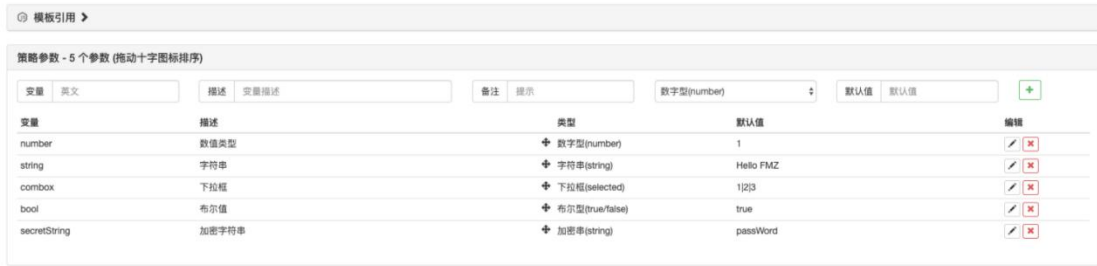 模板引用
策略参数 - 5 个参数 (拖动十字图标排序)
变量 英文 描述 变量描述 备注 提示 数字型(number) 默认值 默认值
变量 描述 类型 默认值 编辑
number 数值类型 数字型(number) 1
string 字符串 字符串(string) Hello FMZ
combox 下拉框 下拉框(selected) 1|2|3
bool 布尔值 布尔型(true/false) true
secretString 加密字符串 加密串(string) passWord